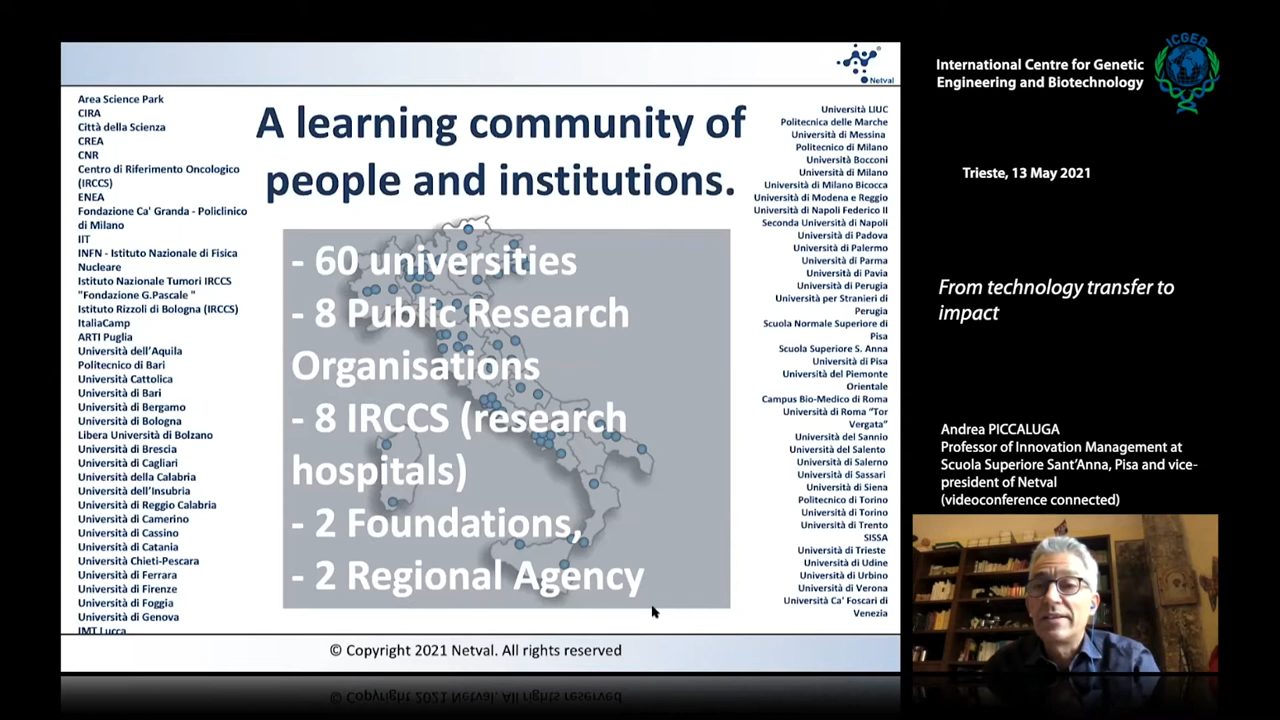 Netval
Area Science Park
CIRA
Città della Scienza
CREA
CNR
Centro di Riferimento Oncologico
(IRCCS)
ENEA
Fondazione Ca' Granda - Policlinico
di Milano
IIT
INFN - Istituto Nazionale di Fisica
Nucleare
Istituto Nazionale Tumori IRCCS
"Fondazione G.Pascale "
Istituto Rizzoli di Bologna (IRCCS)
ItaliaCamp
ARTI Puglia
Università dell'Aquila
Politecnico di Bari
Università Cattolica
Università di Bari
Università di Bergamo
Università di Bologna
Libera Università di Bolzano
Università di Brescia
Università di Cagliari
Università della Calabria
Università dell'Insubria
Università di Reggio Calabria
Università di Camerino
Università di Cassino
Università di Catania
Università Chieti-Pescara
Università di Ferrara
Università di Firenze
Università di Foggia
Università di Genova
IMT Lucca
A learning community of
people and institutions.
- 60 universities
- 8 Public Research
Organisations
- 8 IRCCS (research
hospitals)
- 2 Foundations,
- 2 Regional Agency
Università LIUC
Politecnica delle Marche
Università di Messina
Politecnico di Milano
Università Bocconi
Università di Milano
Università di Milano Bicocca
Università di Modena e Reggio
Università di Napoli Federico II
Seconda Università di Napoli
Università di Padova
Università di Palermo
Università di Parma
Università di Pavia
Università di Perugia
Università per Stranieri di
Perugia
Scuola Normale Superiore di
Pisa
Scuola Superiore S. Anna
Università di Pisa
Università del Piemonte
Orientale
Campus Bio-Medico di Roma
Università di Roma "Tor
Vergata"
Università del Sannio
Università del Salento
Università di Salerno
Università di Sassari
Università di Siena
Politecnico di Torino
Università di Torino
Università di Trento
SISSA
Università di Trieste
Università di Udine
Università di Urbino
Università di Verona
Università Ca' Foscari di
Venezia
© Copyright 2021 Netval. All rights reserved
International Centre for Genetic
Engineering and Biotechnology
ICGEB
Trieste, 13 May 2021
From technology transfer to
impact
Andrea PICCALUGA
Professor of Innovation Management at
Scuola Superiore Sant'Anna, Pisa and vice-
president of Netval
(videoconference connected)